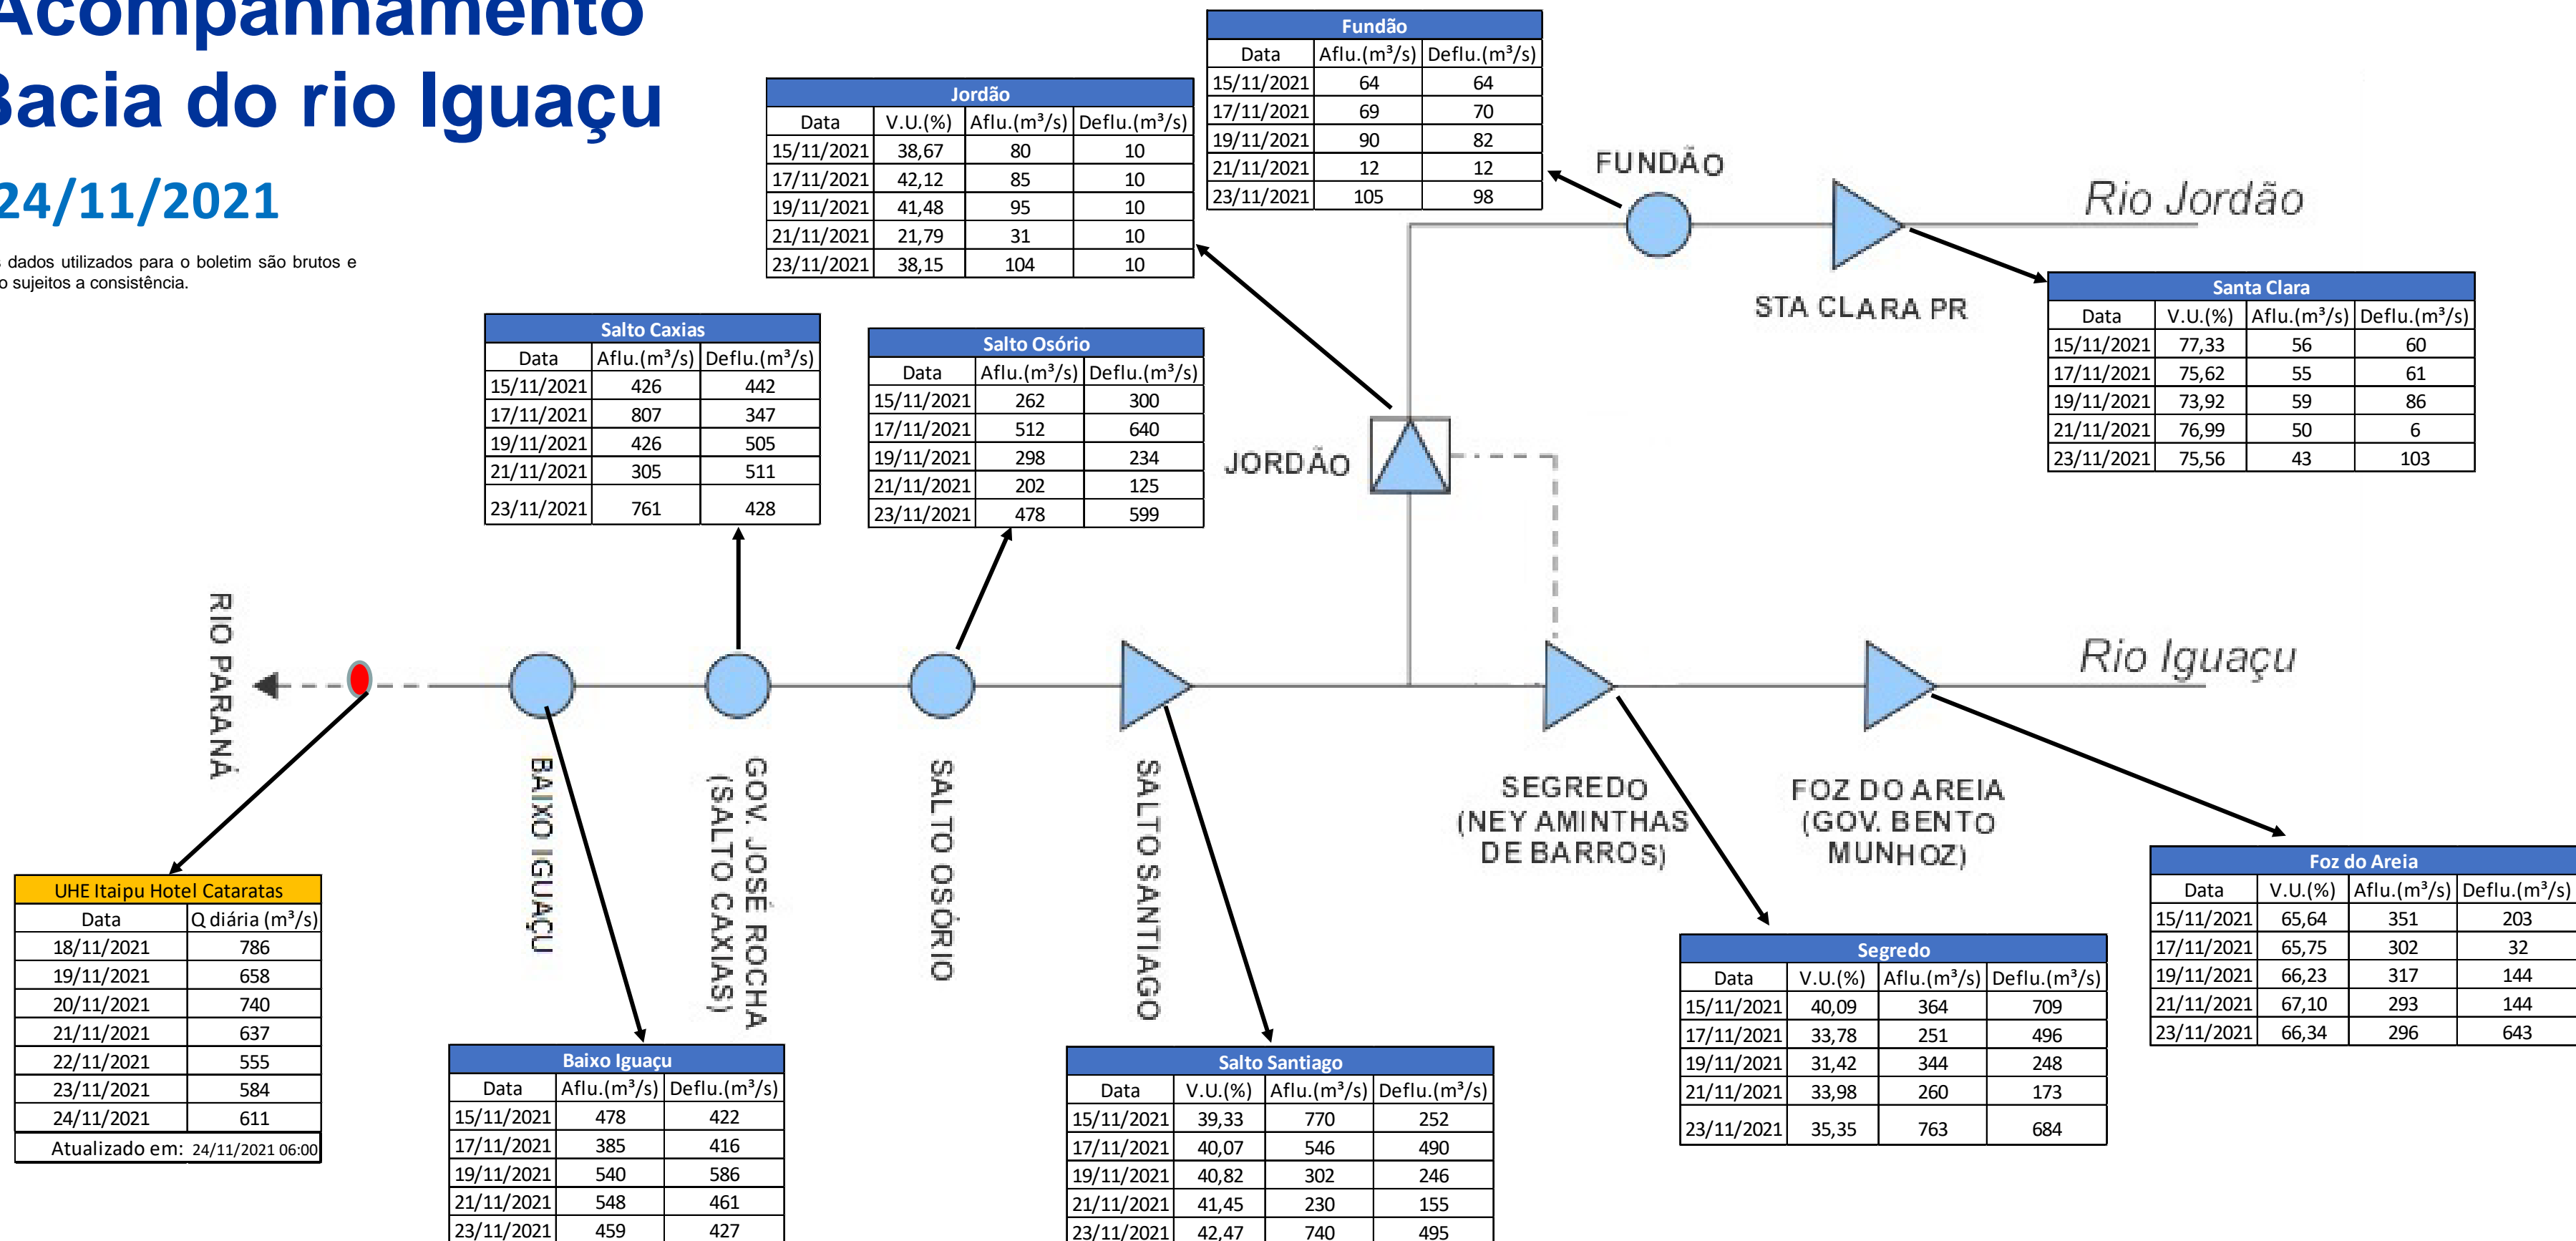 Acompanhamento
Bacia do rio Iguaçu
24/11/2021
s dados utilizados para o boletim são brutos e
o sujeitos a consistência.
Fundão
Data Aflu.(m³/s) Deflu.(m³/s)
15/11/2021 64 64
17/11/2021 69 70
19/11/2021 90 82
21/11/2021 12 12
23/11/2021 105 98
Jordão
Data V.U.(%) Aflu.(m³/s) Deflu.(m³/s)
15/11/2021 38,67 80 10
17/11/2021 42,12 85 10
19/11/2021 41,48 95 10
21/11/2021 21,79 31 10
23/11/2021 38,15 104 10
FUNDÃO
Rio Jordão
STA CLARA PR
Santa Clara
Data V.U.(%) Aflu.(m³/s) Deflu.(m³/s)
15/11/2021 77,33 56 60
17/11/2021 75,62 55 61
19/11/2021 73,92 59 86
21/11/2021 76,99 50 6
23/11/2021 75,56 43 103
Salto Caxias
Data Aflu.(m³/s) Deflu.(m³/s)
15/11/2021 426 442
17/11/2021 807 347
19/11/2021 426 505
21/11/2021 305 511
23/11/2021 761 428
Salto Osório
Data Aflu.(m³/s) Deflu.(m³/s)
15/11/2021 262 300
17/11/2021 512 640
19/11/2021 298 234
21/11/2021 202 125
23/11/2021 478 599
JORDÃO
RIO PARANÁ
Rio Iguaçu
BAIXO IGUAÇU
GOV. JOSÉ ROCHA
(SALTO CAXIAS)
SALTO OSÓRIO
SALTO SANTIAGO
SEGREDO
(NEY AMINTHAS
DE BARROS)
FOZ DO AREIA
(GOV. BENTO
MUNHOZ)
UHE Itaipu Hotel Cataratas
Data Q diária (m³/s)
18/11/2021 786
19/11/2021 658
20/11/2021 740
21/11/2021 637
22/11/2021 555
23/11/2021 584
24/11/2021 611
Atualizado em: 24/11/2021 06:00
Baixo Iguaçu
Data Aflu.(m³/s) Deflu.(m³/s)
15/11/2021 478 422
17/11/2021 385 416
19/11/2021 540 586
21/11/2021 548 461
23/11/2021 459 427
Salto Santiago
Data V.U.(%) Aflu.(m³/s) Deflu.(m³/s)
15/11/2021 39,33 770 252
17/11/2021 40,07 546 490
19/11/2021 40,82 302 246
21/11/2021 41,45 230 155
23/11/2021 42,47 740 495
Segredo
Data V.U.(%) Aflu.(m³/s) Deflu.(m³/s)
15/11/2021 40,09 364 709
17/11/2021 33,78 251 496
19/11/2021 31,42 344 248
21/11/2021 33,98 260 173
23/11/2021 35,35 763 684
Foz do Areia
Data V.U.(%) Aflu.(m³/s) Deflu.(m³/s)
15/11/2021 65,64 351 203
17/11/2021 65,75 302 32
19/11/2021 66,23 317 144
21/11/2021 67,10 293 144
23/11/2021 66,34 296 643